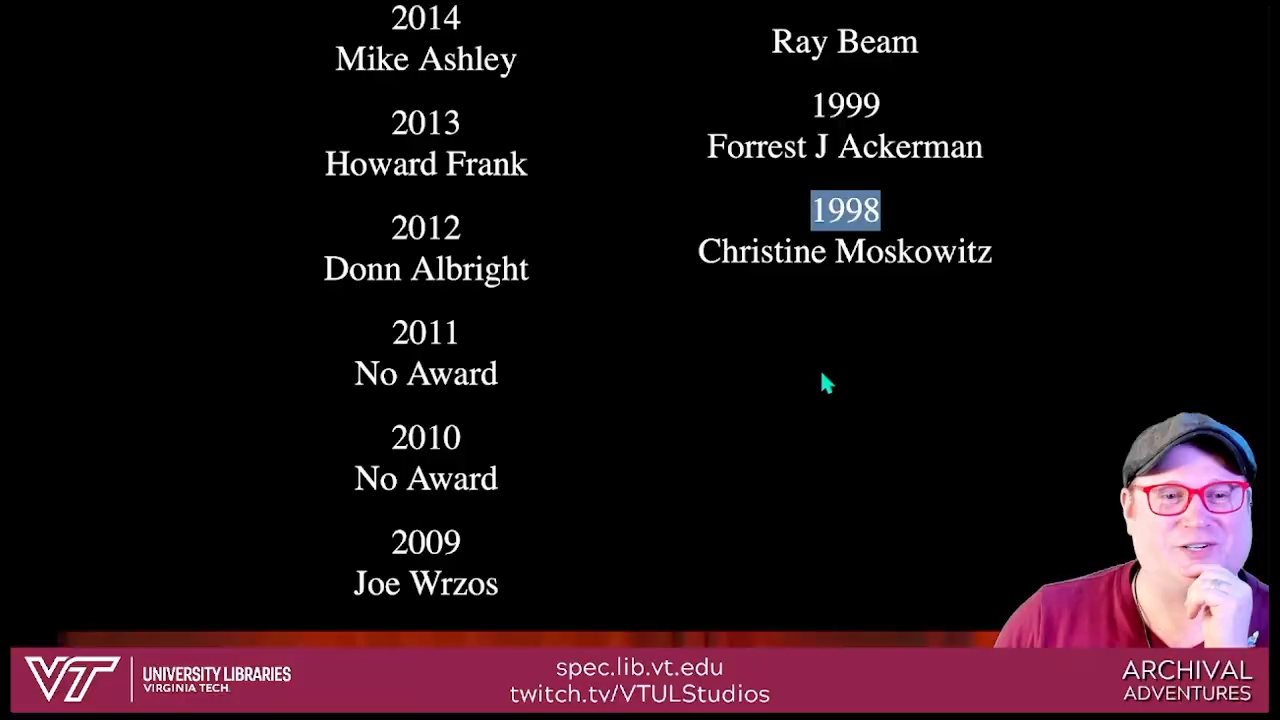 2014
Mike Ashley
2013
Howard Frank
2012
Donn Albright
2011
No Award
2010
No Award
2009
Joe Wrzos
Ray Beam
1999
Forrest J Ackerman
1998
Christine Moskowitz
VT
UNIVERSITY LIBRARIES
VIRGINIA TECH.
spec.lib.vt.edu
twitch.tv/VTULStudios
ARCHIVAL
ADVENTURES